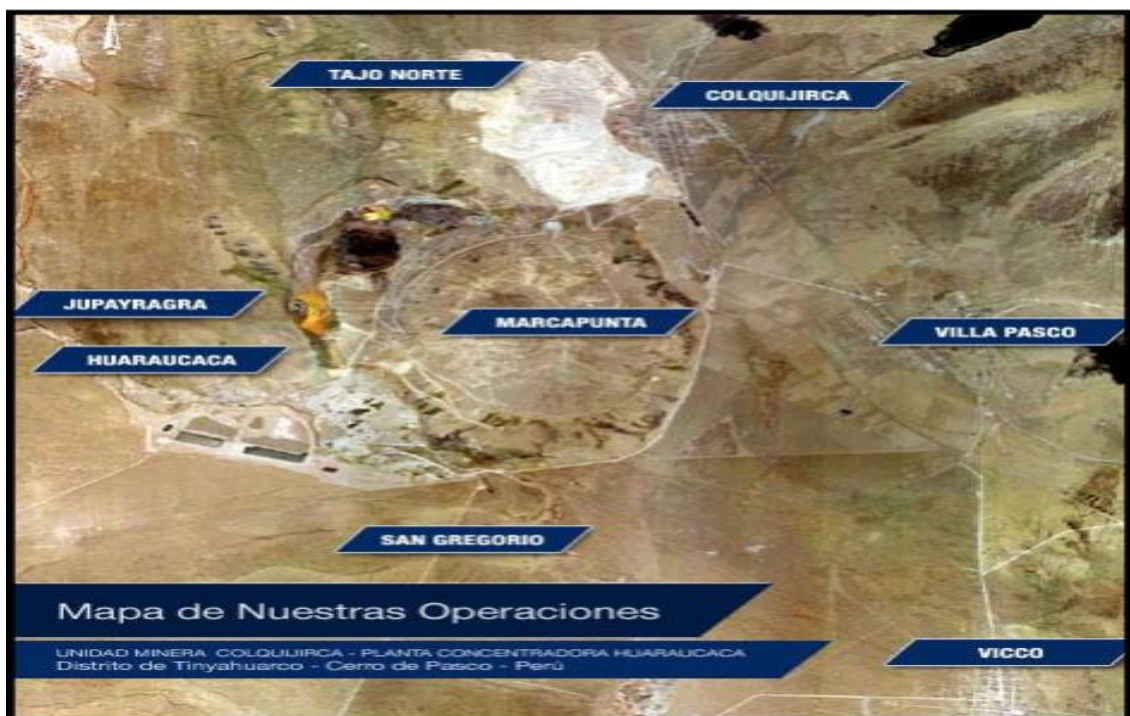 TAJO NORTE
COLQUIJIRCA
JUPAYRAGRA
MARCAPUNTA
VILLA PASCO
HUARAUCACA
SAN GREGORIO
Mapa de Nuestras Operaciones
UNIDAD MINERA COLQUIJIRCA - PLANTA CONCENTRADORA HUARAUCACA
Distrito de Tinyahuarco - Cerro de Pasco - Perú
VICCO